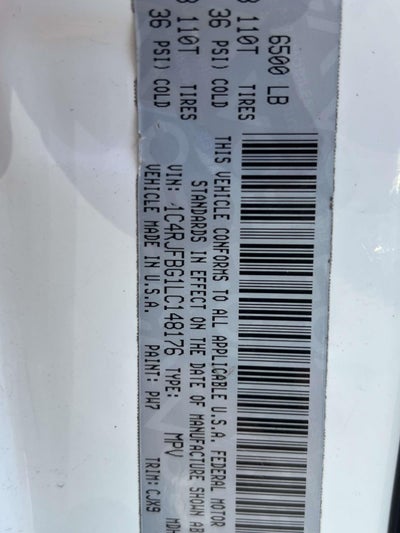 6500 LB
110T TIRES
36 PSI) COLD
110T TIRES
36 PSI) COLD
THIS VEHICLE CONFORMS TO ALL APPLICABLE U.S.A. FEDERAL MOTOR
STANDARDS IN EFFECT ON THE DATE OF MANUFACTURE SHOWN AB
VIN: 1C4RJFBG1LC148176 TYPE: MPV MDH
VEHICLE MADE IN U.S.A. PAINT: PW7 TRIM: CJX9